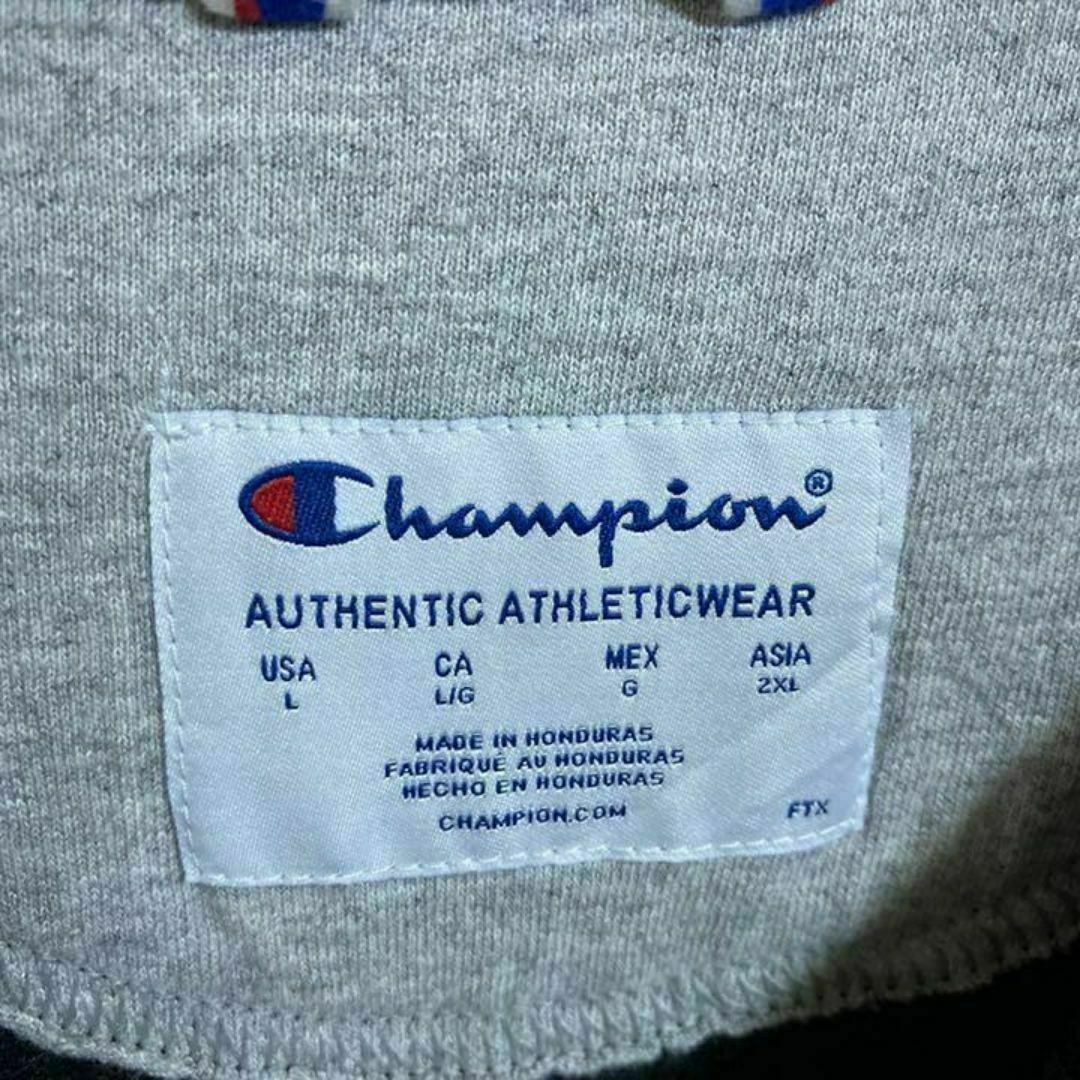 Champion®
AUTHENTIC ATHLETICWEAR
USA CA MEX ASIA
L L/G G 2XL
MADE IN HONDURAS
FABRIQUÉ AU HONDURAS
HECHO EN HONDURAS
CHAMPION.COM FTX